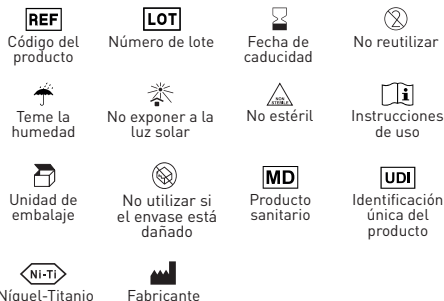 REF LOT
Código del Número de lote Fecha de No reutilizar
producto caducidad
NON
STERILE
Teme la No exponer a la No estéril Instrucciones
humedad luz solar de uso
MD UDI
Unidad de No utilizar si Producto Identificación
embalaje el envase está sanitario única del
dañado producto
Ni-Ti
Níquel-Titanio Fabricante